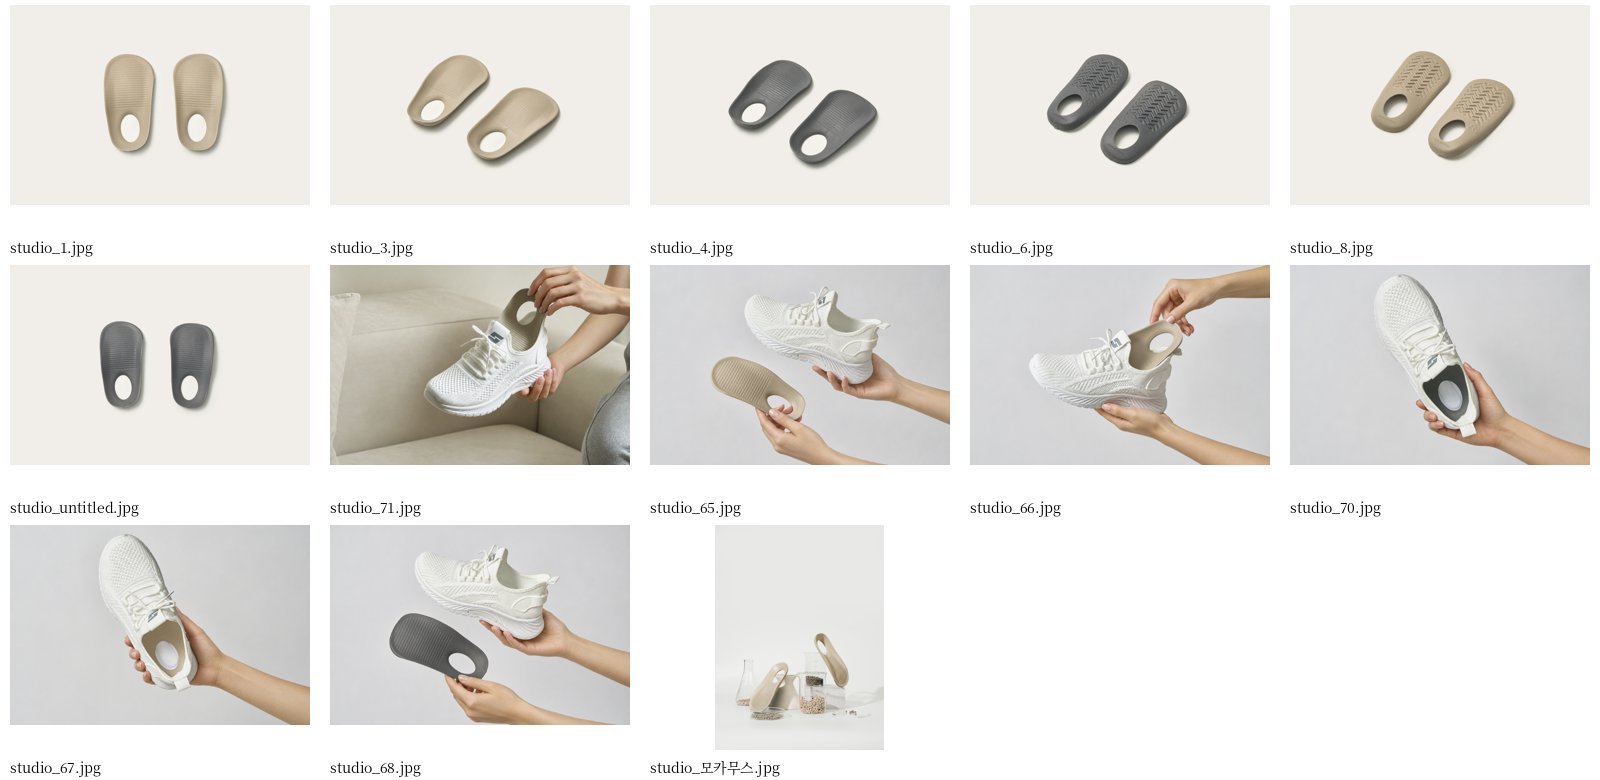 studio_1.jpg
studio_3.jpg
studio_4.jpg
studio_6.jpg
studio_8.jpg
studio_untitled.jpg
studio_71.jpg
studio_65.jpg
studio_66.jpg
studio_70.jpg
studio_67.jpg
studio_68.jpg
studio_모카무스.jpg